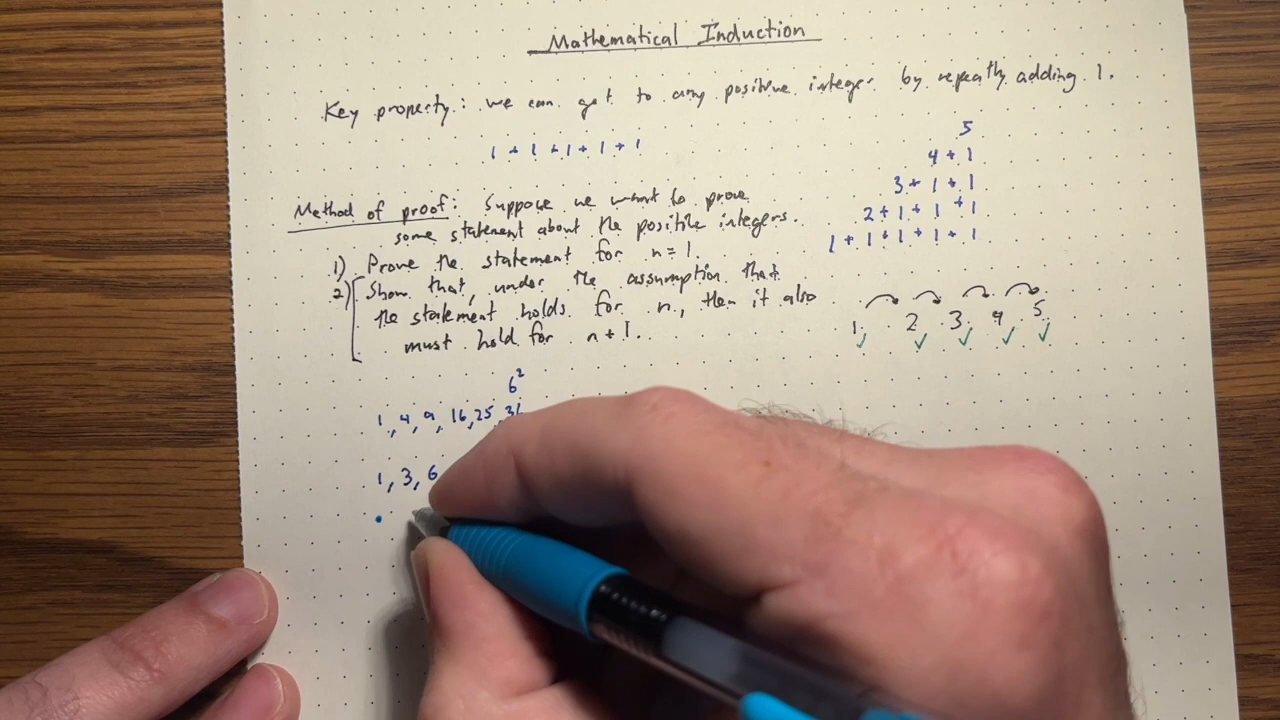 Mathematical Induction
Key property: we can get to any positive integer by repeatly adding 1.
1 + 1 + 1 + 1 + 1
5
4 + 1
3 + 1 + 1
2 + 1 + 1 + 1
1 + 1 + 1 + 1 + 1
Method of proof: Suppose we want to prove
some statement about the positive integers.
1) Prove the statement for n = 1.
2) Show that, under the assumption that
the statement holds for n, then it also
must hold for n + 1.
1, 2, 3, 4, 5
✓ ✓ ✓ ✓ ✓
6²
1, 4, 9, 16, 25,
1, 3, 6